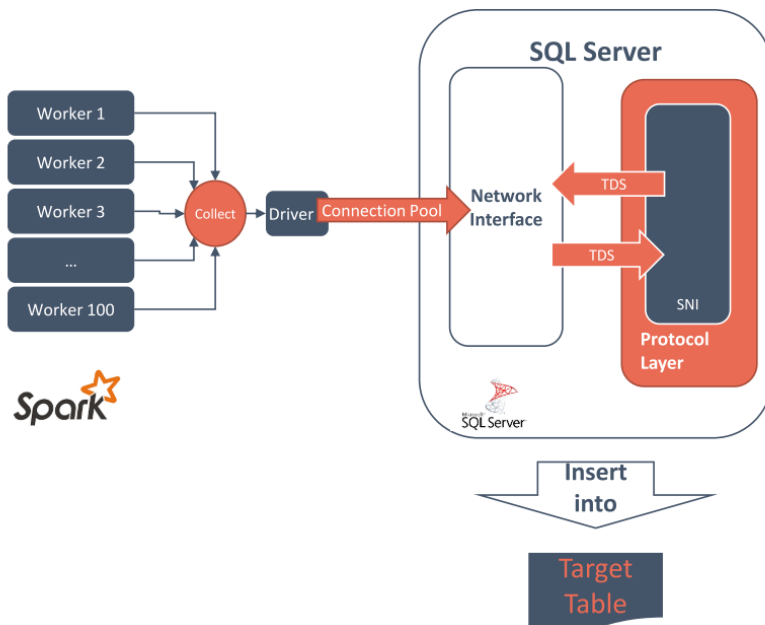 SQL Server
Worker 1
Worker 2
Worker 3
...
Worker 100
Collect
Driver
Connection Pool
Network
Interface
TDS
TDS
SNI
Protocol
Layer
Spark
Microsoft
SQL Server
Insert
into
Target
Table